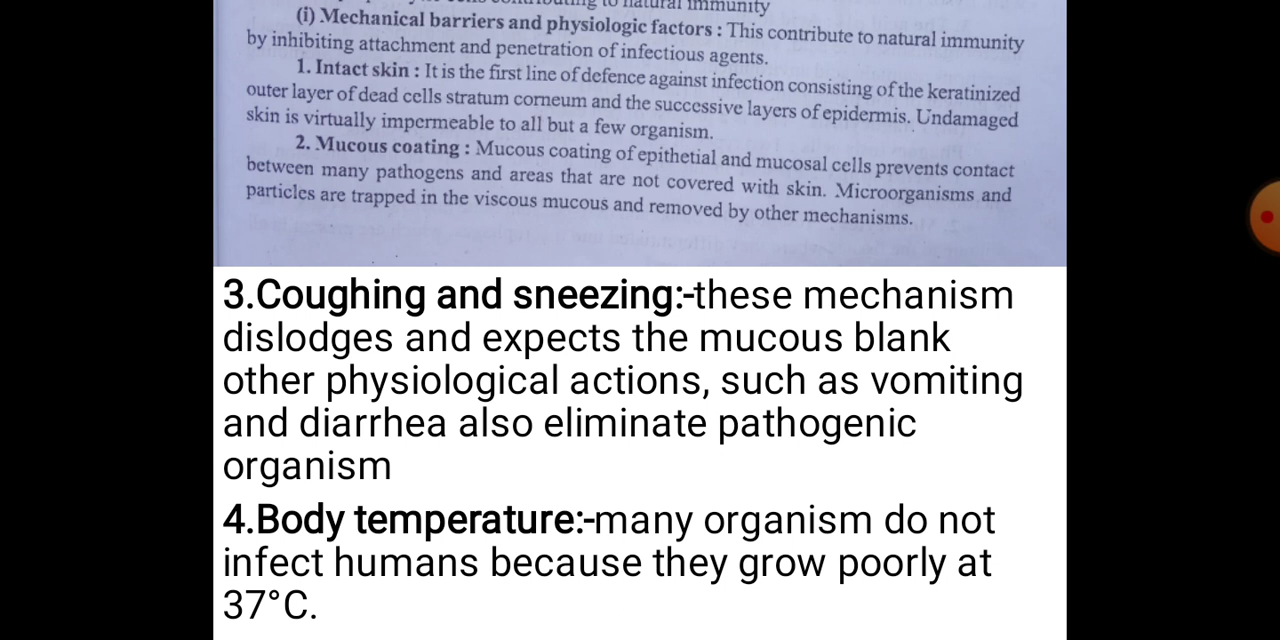 contributing to natural immunity
(i) Mechanical barriers and physiologic factors : This contribute to natural immunity
by inhibiting attachment and penetration of infectious agents.
1. Intact skin : It is the first line of defence against infection consisting of the keratinized
outer layer of dead cells stratum corneum and the successive layers of epidermis. Undamaged
skin is virtually impermeable to all but a few organism.
2. Mucous coating : Mucous coating of epithetial and mucosal cells prevents contact
between many pathogens and areas that are not covered with skin. Microorganisms and
particles are trapped in the viscous mucous and removed by other mechanisms.
3.Coughing and sneezing:-these mechanism
dislodges and expects the mucous blank
other physiological actions, such as vomiting
and diarrhea also eliminate pathogenic
organism
4.Body temperature:-many organism do not
infect humans because they grow poorly at
37°C.